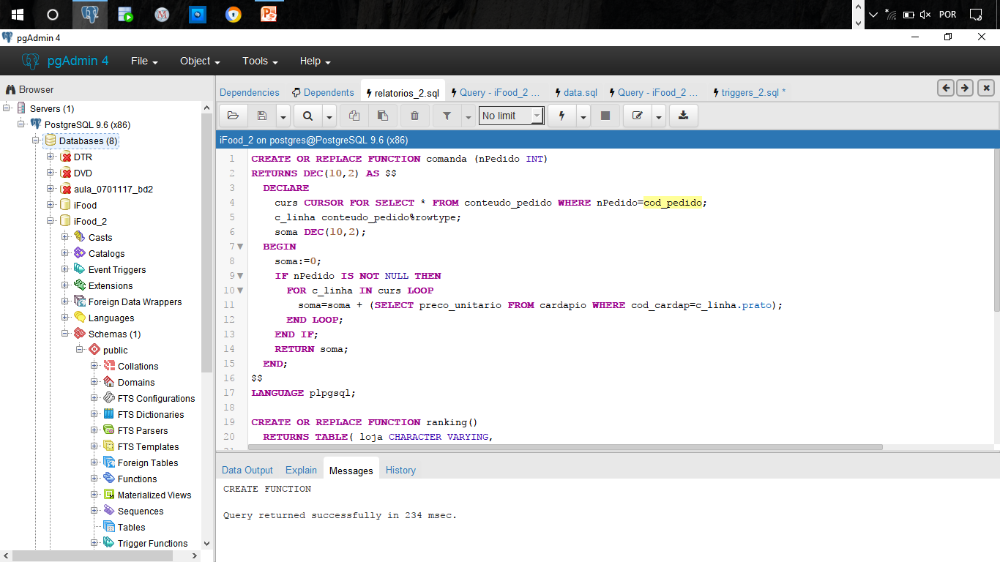 POR
pgAdmin 4
pgAdmin 4 File Object Tools Help
Browser
Servers (1)
PostgreSQL 9.6 (x86)
Databases (8)
DTR
DVD
aula_0701117_bd2
iFood
iFood_2
Casts
Catalogs
Event Triggers
Extensions
Foreign Data Wrappers
Languages
Schemas (1)
public
Collations
Domains
FTS Configurations
FTS Dictionaries
FTS Parsers
FTS Templates
Foreign Tables
Functions
Materialized Views
Sequences
Tables
Trigger Functions
Dependencies Dependents relatorios_2.sql Query - iFood_2 ... data.sql Query - iFood_2 ... triggers_2.sql *
No limit
iFood_2 on postgres@PostgreSQL 9.6 (x86)
1 CREATE OR REPLACE FUNCTION comanda (nPedido INT)
2 RETURNS DEC(10,2) AS $$
3 DECLARE
4 curs CURSOR FOR SELECT * FROM conteudo_pedido WHERE nPedido=cod_pedido;
5 c_linha conteudo_pedido%rowtype;
6 soma DEC(10,2);
7 BEGIN
8 soma:=0;
9 IF nPedido IS NOT NULL THEN
10 FOR c_linha IN curs LOOP
11 soma=soma + (SELECT preco_unitario FROM cardapio WHERE cod_cardap=c_linha.prato);
12 END LOOP;
13 END IF;
14 RETURN soma;
15 END;
16 $$
17 LANGUAGE plpgsql;
18
19 CREATE OR REPLACE FUNCTION ranking()
20 RETURNS TABLE( loja CHARACTER VARYING,
Data Output Explain Messages History
CREATE FUNCTION
Query returned successfully in 234 msec.